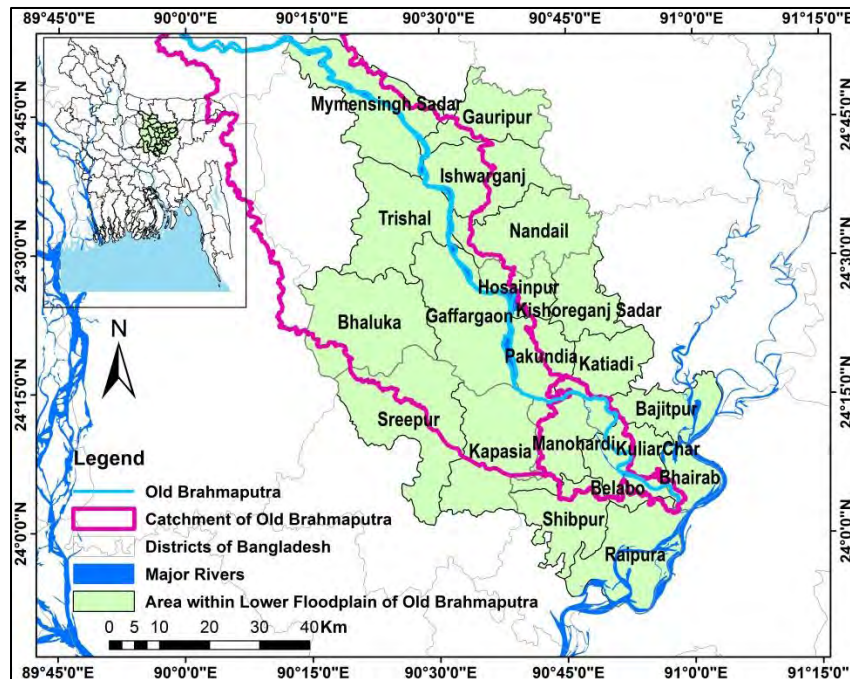 89°45'0"E 90°0'0"E 90°15'0"E 90°30'0"E 90°45'0"E 91°0'0"E 91°15'0"E
24°45'0"N
24°30'0"N
24°15'0"N
24°0'0"N
24°45'0"N
24°30'0"N
24°15'0"N
24°0'0"N
Mymensingh Sadar
Gauripur
Ishwarganj
Trishal
Nandail
Hosainpur
Kishoreganj Sadar
Gaffargaon
Bhaluka
Pakundia
Katiadi
Bajitpur
Sreepur
Kapasia
Manohardi
KuliarChar
Bhairab
Belabo
Shibpur
Raipura
N
Legend
Old Brahmaputra
Catchment of Old Brahmaputra
Districts of Bangladesh
Major Rivers
Area within Lower Floodplain of Old Brahmaputra
0 5 10 20 30 40 Km
89°45'0"E 90°0'0"E 90°15'0"E 90°30'0"E 90°45'0"E 91°0'0"E 91°15'0"E